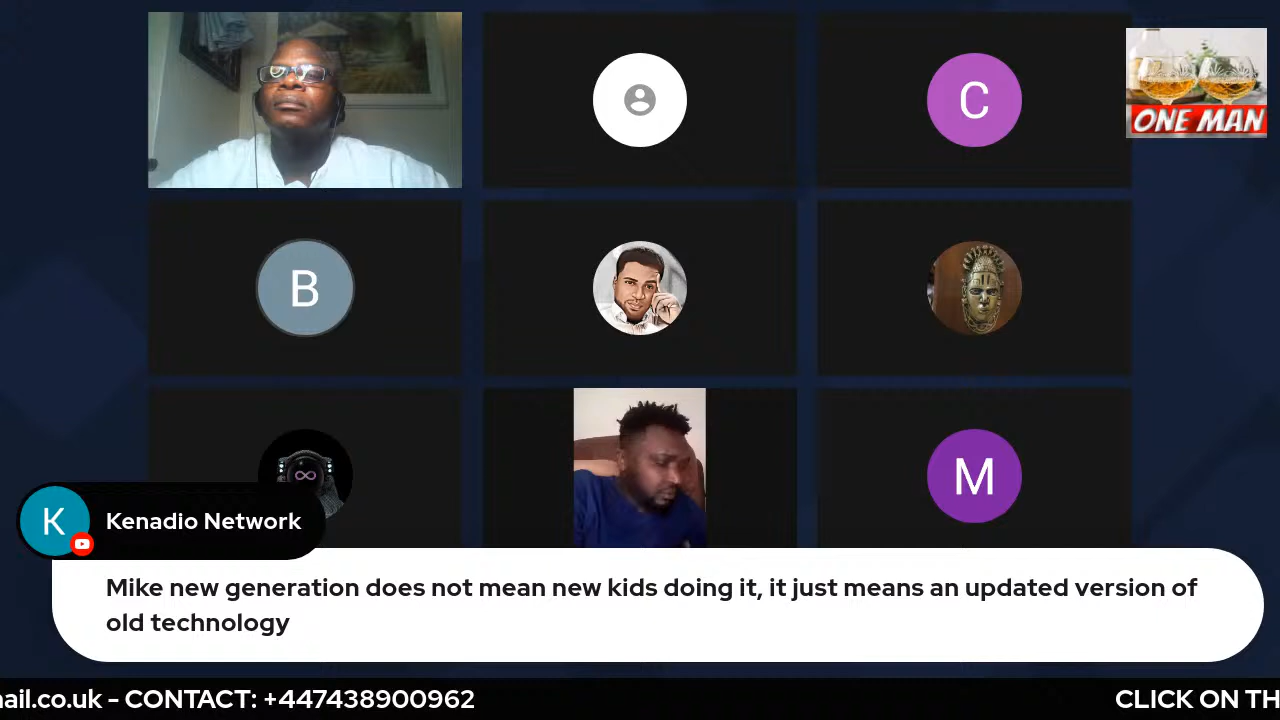 C
ONE MAN
B
M
K
Kenadio Network
Mike new generation does not mean new kids doing it, it just means an updated version of
old technology
ail.co.uk - CONTACT: +447438900962
CLICK ON TH